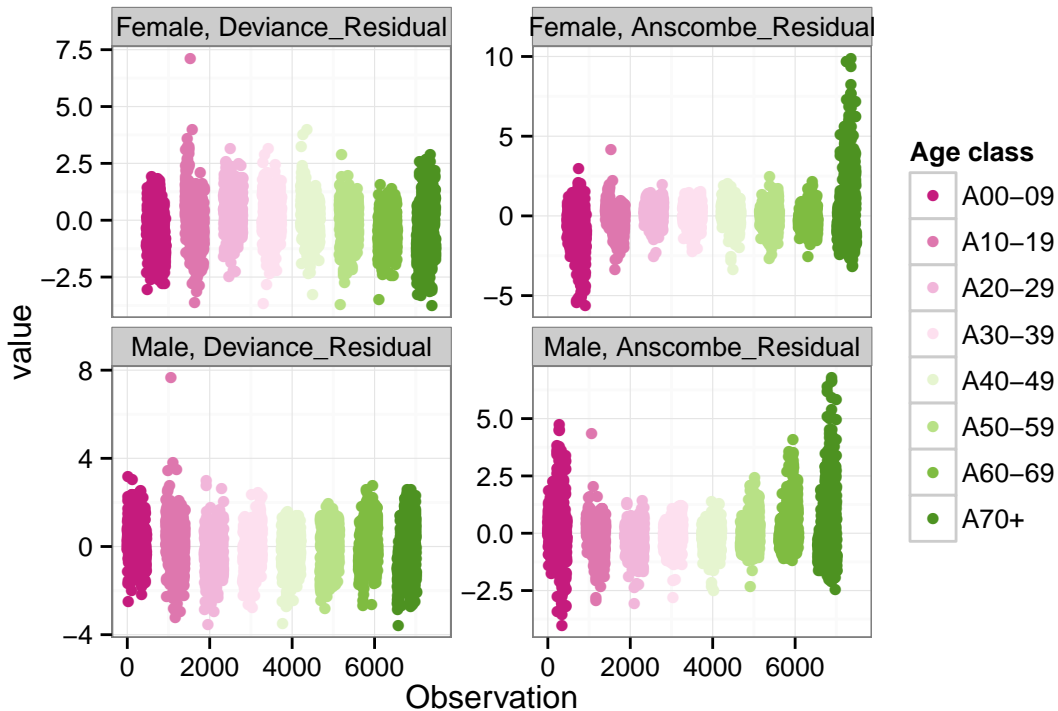 Female, Deviance_Residual
Female, Anscombe_Residual
7.5
5.0
2.5
0.0
−2.5
10
5
0
−5
Male, Deviance_Residual
Male, Anscombe_Residual
8
4
0
−4
5.0
2.5
0.0
−2.5
0 2000 4000 6000
0 2000 4000 6000
value
Observation
Age class
A00−09
A10−19
A20−29
A30−39
A40−49
A50−59
A60−69
A70+